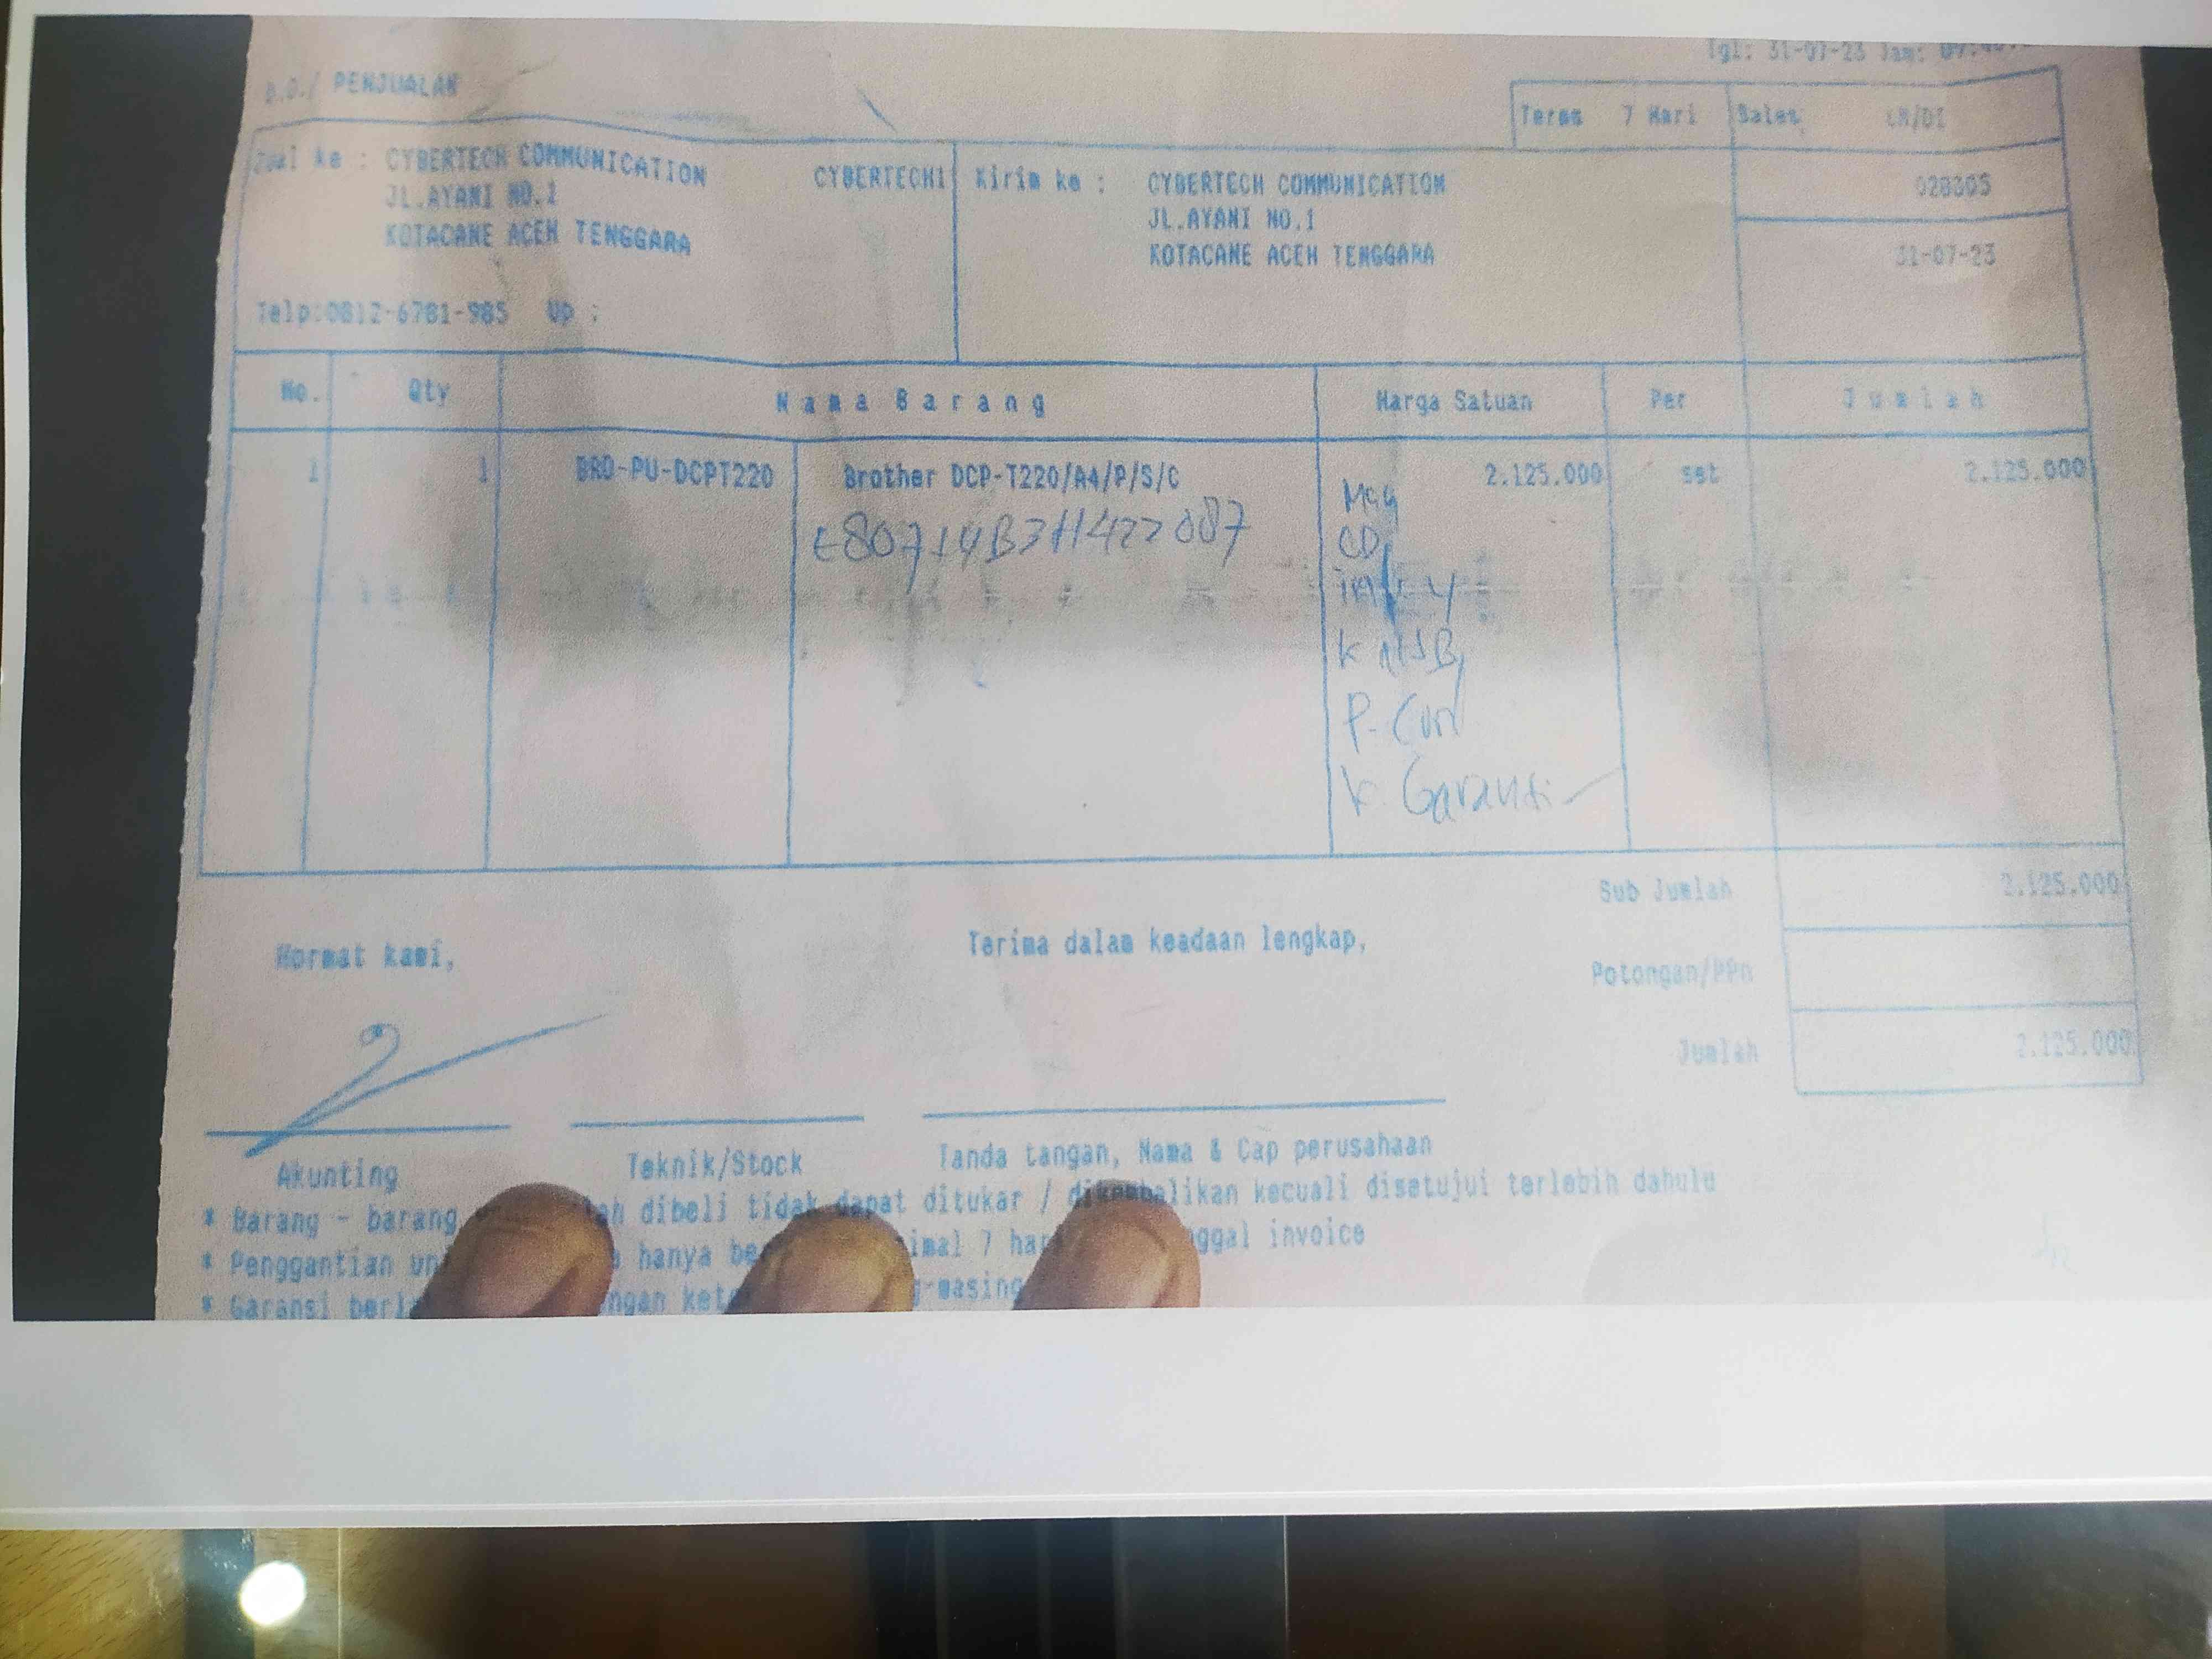 Tgl: 31-07-23 Jam:
D.O./ PENJUALAN
Terms 7 Hari Sales
Jual ke : CYBERTECH COMMUNICATION CYBERTECH1
JL.AYANI NO.1
KOTACANE ACEH TENGGARA
Telp:0812-6781-985 Up :
Kirim ke : CYBERTECH COMMUNICATION
JL.AYANI NO.1
KOTACANE ACEH TENGGARA
028305
31-07-23
No. Qty Nama Barang Harga Satuan Per Jumlah
1 1 BRO-PU-DCPT220 Brother DCP-T220/A4/P/S/C 2.125.000 set 2.125.000
CD
P. Cord
K. Garansi
Sub Jumlah 2.125.000
Potongan/PPn
Jumlah 2.125.000
Hormat kami,
Terima dalam keadaan lengkap,
Akunting
Teknik/Stock
Tanda tangan, Nama & Cap perusahaan
* Barang - barang dibeli tidak dapat ditukar / dikembalikan kecuali disetujui terlebih dahulu
* Penggantian hanya 7 invoice
* Garansi